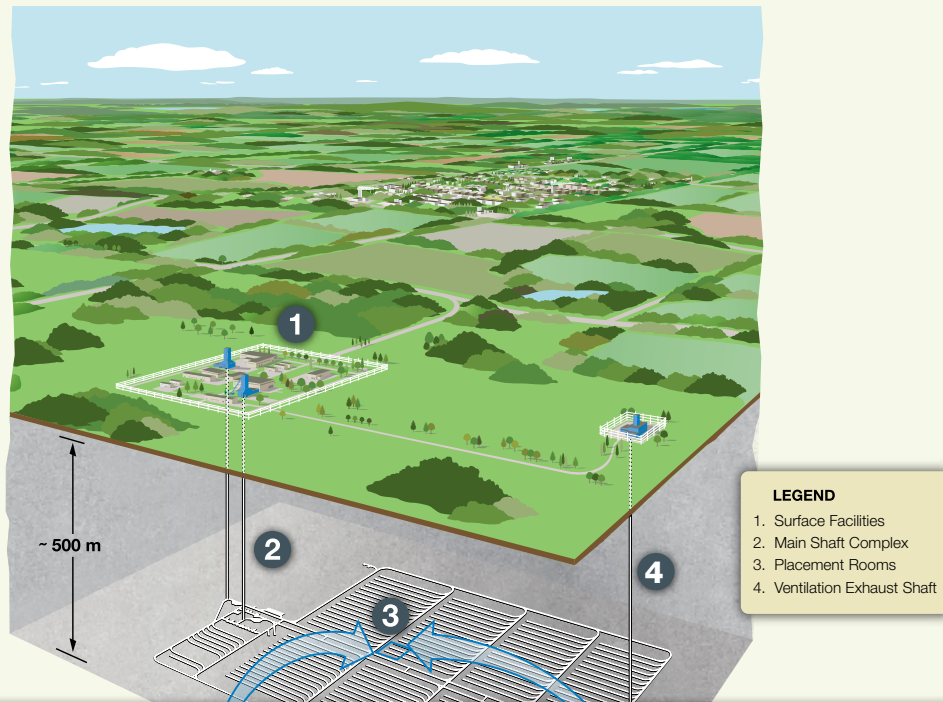 1
~ 500 m
2
3
4
LEGEND
1. Surface Facilities
2. Main Shaft Complex
3. Placement Rooms
4. Ventilation Exhaust Shaft